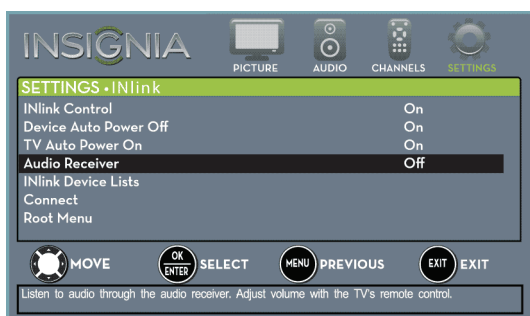 INSIGNIA
PICTURE AUDIO CHANNELS SETTINGS
SETTINGS • INlink
INlink Control On
Device Auto Power Off On
TV Auto Power On On
Audio Receiver Off
INlink Device Lists
Connect
Root Menu
MOVE OK ENTER SELECT MENU PREVIOUS EXIT EXIT
Listen to audio through the audio receiver. Adjust volume with the TV's remote control.